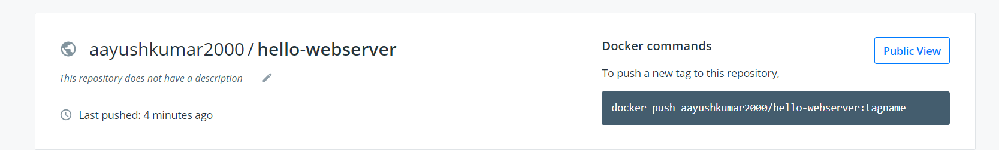 aayushkumar2000 / hello-webserver
This repository does not have a description
Last pushed: 4 minutes ago
Docker commands
Public View
To push a new tag to this repository,
docker push aayushkumar2000/hello-webserver:tagname